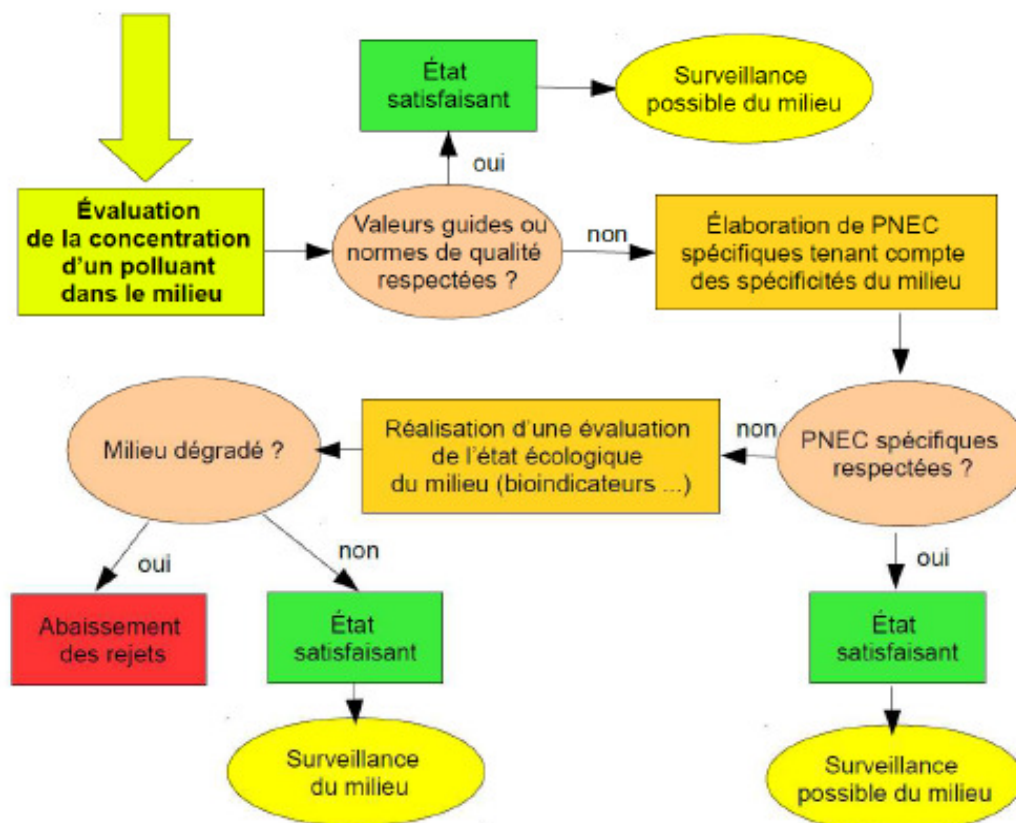 État
satisfaisant
Surveillance
possible du milieu
oui
Évaluation
de la concentration
d'un polluant
dans le milieu
Valeurs guides ou
normes de qualité
respectées ?
non
Élaboration de PNEC
spécifiques tenant compte
des spécificités du milieu
Milieu dégradé ?
Réalisation d'une évaluation
de l'état écologique
du milieu (bioindicateurs ...)
non
PNEC spécifiques
respectées ?
oui
non
oui
Abaissement
des rejets
État
satisfaisant
État
satisfaisant
Surveillance
du milieu
Surveillance
possible du milieu